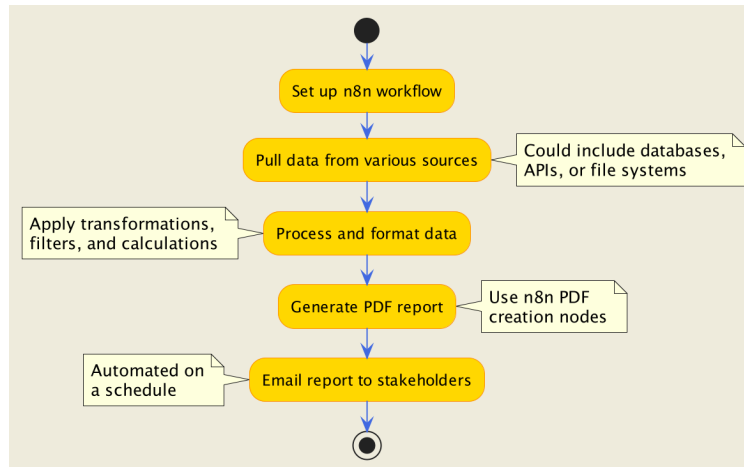 Set up n8n workflow
Pull data from various sources
Could include databases,
APIs, or file systems
Apply transformations,
filters, and calculations
Process and format data
Generate PDF report
Use n8n PDF
creation nodes
Automated on
a schedule
Email report to stakeholders